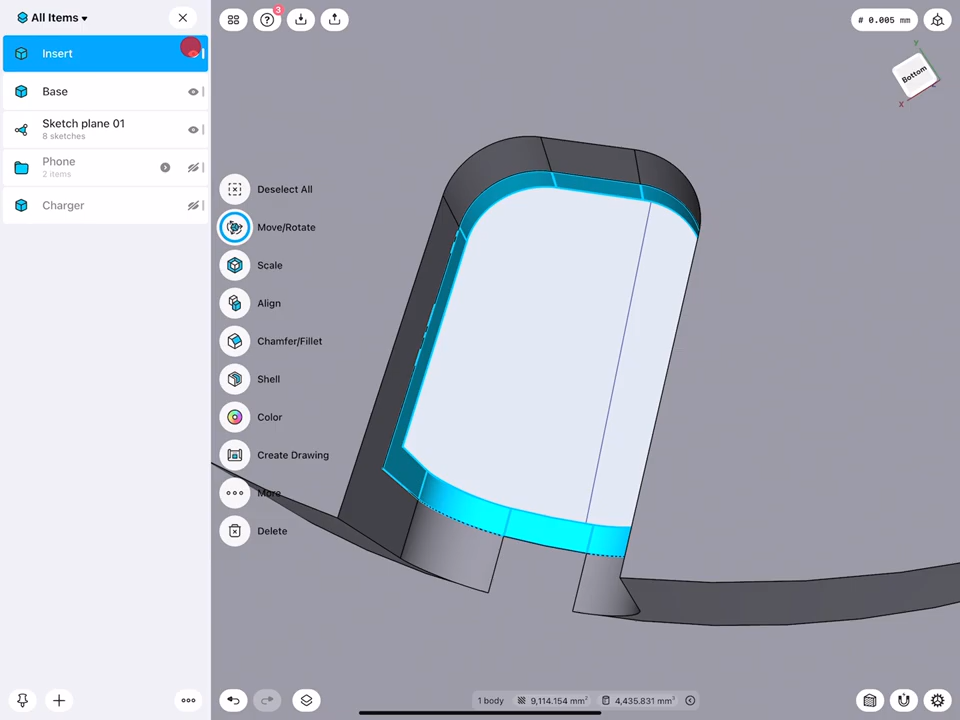 All Items
3
# 0.005 mm
Insert
Y
Bottom
X
Base
Sketch plane 01
8 sketches
Phone
2 items
Deselect All
Charger
Move/Rotate
Scale
Align
Chamfer/Fillet
Shell
Color
Create Drawing
More
Delete
1 body
9,114.154 mm²
4,435.831 mm³